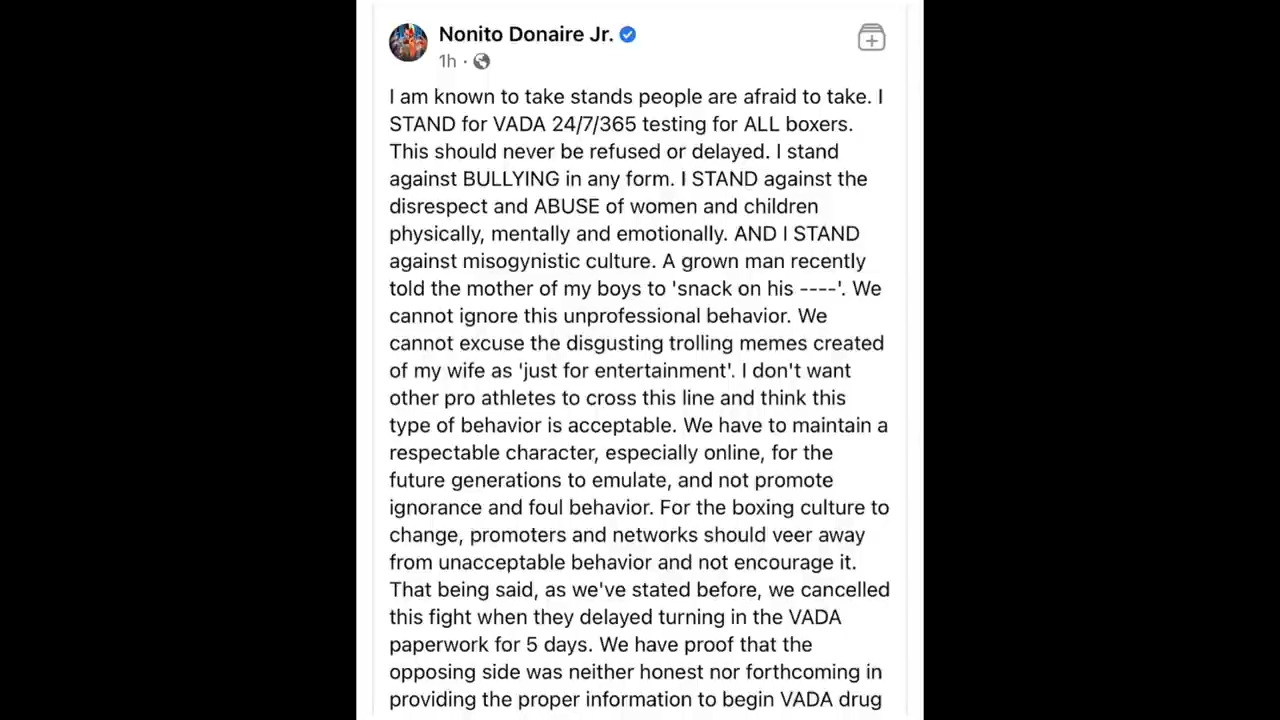 Nonito Donaire Jr.
1h ·
I am known to take stands people are afraid to take. I
STAND for VADA 24/7/365 testing for ALL boxers.
This should never be refused or delayed. I stand
against BULLYING in any form. I STAND against the
disrespect and ABUSE of women and children
physically, mentally and emotionally. AND I STAND
against misogynistic culture. A grown man recently
told the mother of my boys to 'snack on his ----'. We
cannot ignore this unprofessional behavior. We
cannot excuse the disgusting trolling memes created
of my wife as 'just for entertainment'. I don't want
other pro athletes to cross this line and think this
type of behavior is acceptable. We have to maintain a
respectable character, especially online, for the
future generations to emulate, and not promote
ignorance and foul behavior. For the boxing culture to
change, promoters and networks should veer away
from unacceptable behavior and not encourage it.
That being said, as we've stated before, we cancelled
this fight when they delayed turning in the VADA
paperwork for 5 days. We have proof that the
opposing side was neither honest nor forthcoming in
providing the proper information to begin VADA drug